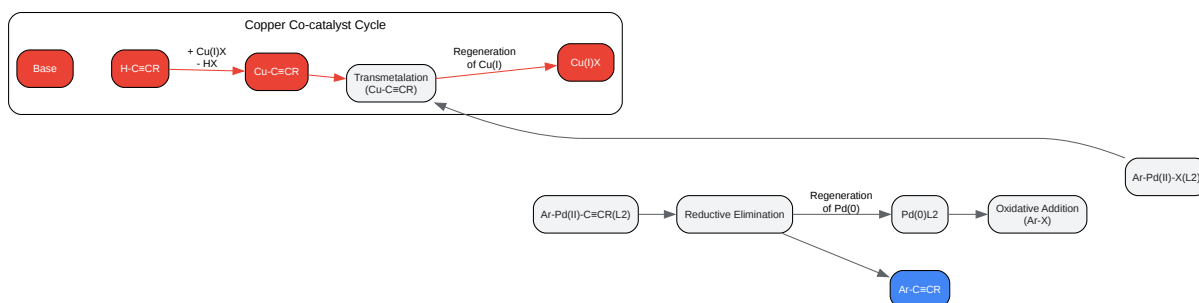 Copper Co-catalyst Cycle
Base
H-C≡CR
+ Cu(I)X
- HX
Cu-C≡CR
Transmetalation
(Cu-C≡CR)
Regeneration
of Cu(I)
Cu(I)X
Ar-Pd(II)-X(L2)
Ar-Pd(II)-C≡CR(L2)
Reductive Elimination
Regeneration
of Pd(0)
Pd(0)L2
Oxidative Addition
(Ar-X)
Ar-C≡CR